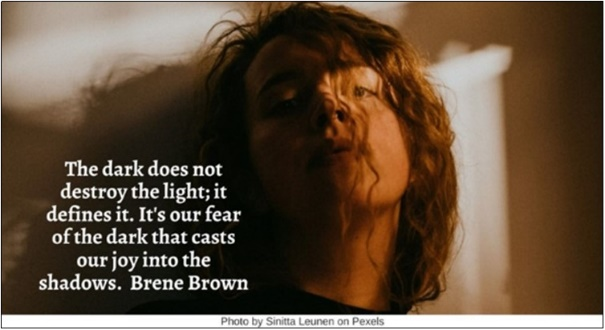 The dark does not
destroy the light; it
defines it. It's our fear
of the dark that casts
our joy into the
shadows.  Brene Brown
Photo by Sinitta Leunen on Pexels